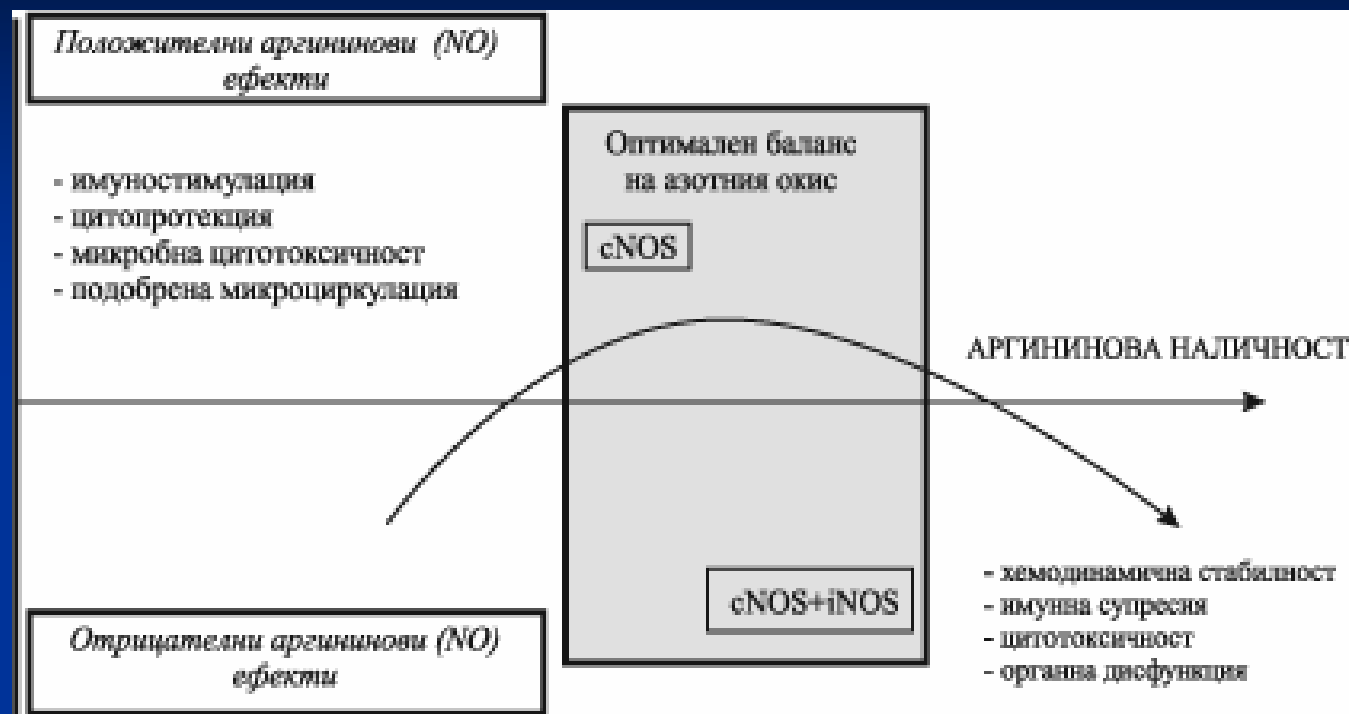 Положителни аргининови (NO)
ефекти
- имуностимулация
- цитопротекция
- микробна цитотоксичност
- подобрена микроциркулация
Оптимален баланс
на азотния окис
cNOS
АРГИНИНОВА НАЛИЧНОСТ
cNOS+iNOS
- хемодинамична стабилност
- имунна супресия
- цитотоксичност
- органна дисфункция
Отрицателни аргининови (NO)
ефекти